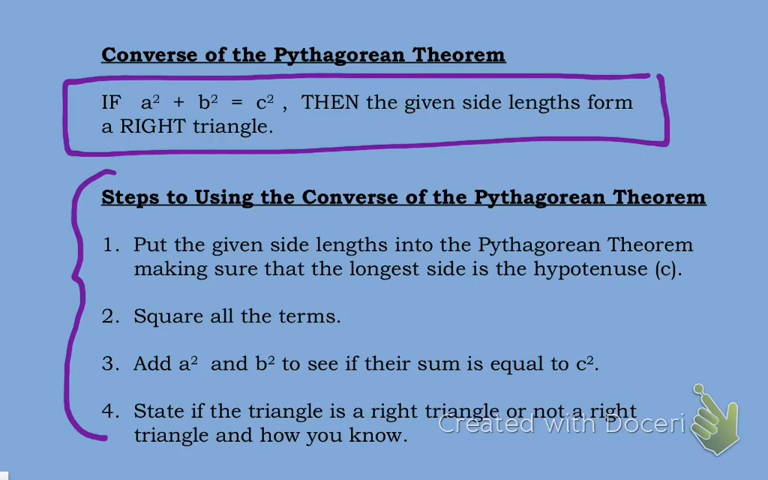 Converse of the Pythagorean Theorem
IF a² + b² = c² , THEN the given side lengths form
a RIGHT triangle.
Steps to Using the Converse of the Pythagorean Theorem
1. Put the given side lengths into the Pythagorean Theorem
making sure that the longest side is the hypotenuse (c).
2. Square all the terms.
3. Add a² and b² to see if their sum is equal to c².
4. State if the triangle is a right triangle or not a right
triangle and how you know.
Created with Doceri